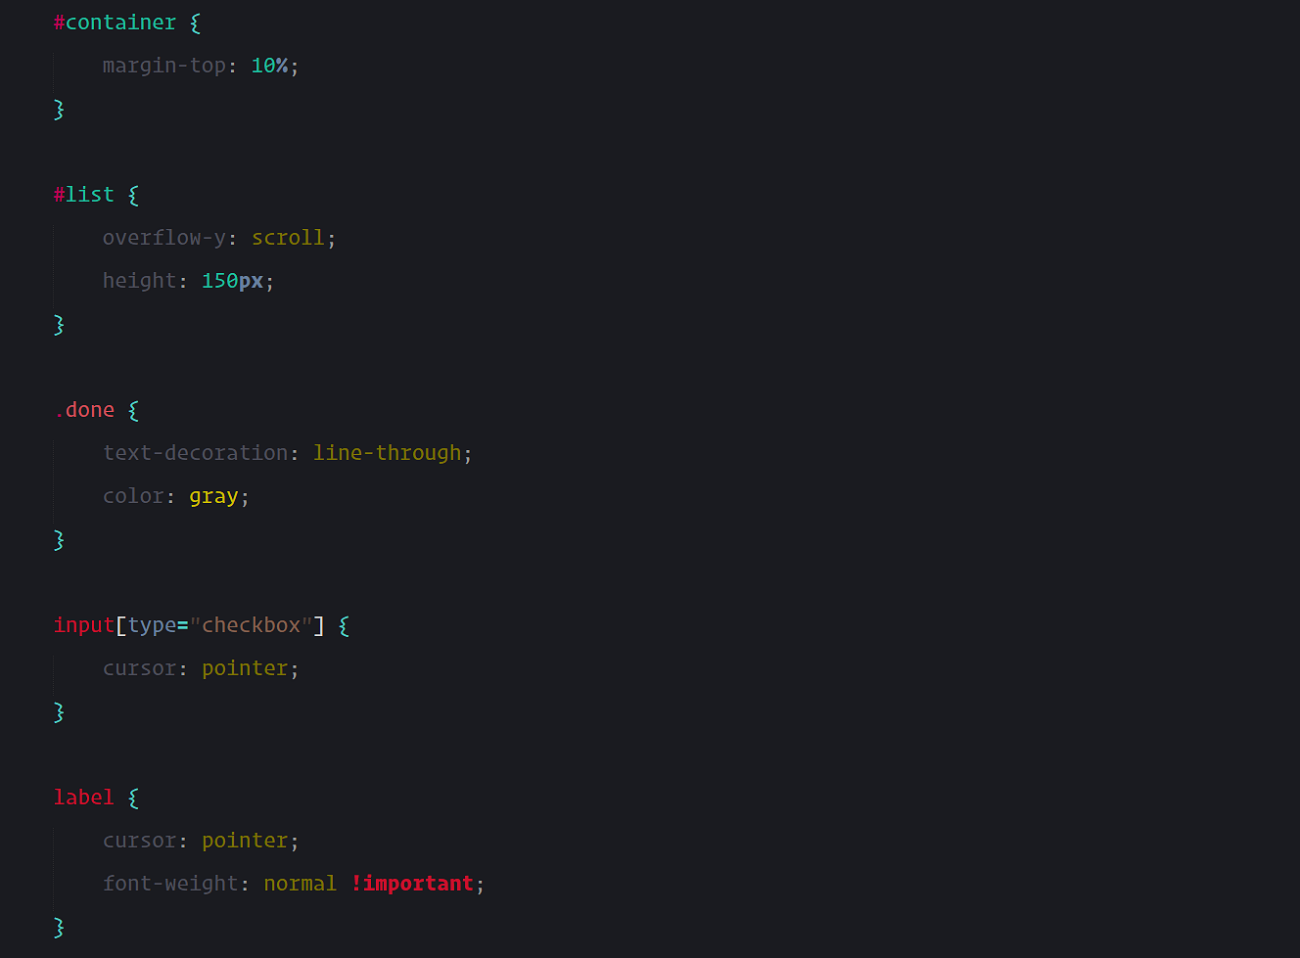 #container {
    margin-top: 10%;
}

#list {
    overflow-y: scroll;
    height: 150px;
}

.done {
    text-decoration: line-through;
    color: gray;
}

input[type="checkbox"] {
    cursor: pointer;
}

label {
    cursor: pointer;
    font-weight: normal !important;
}